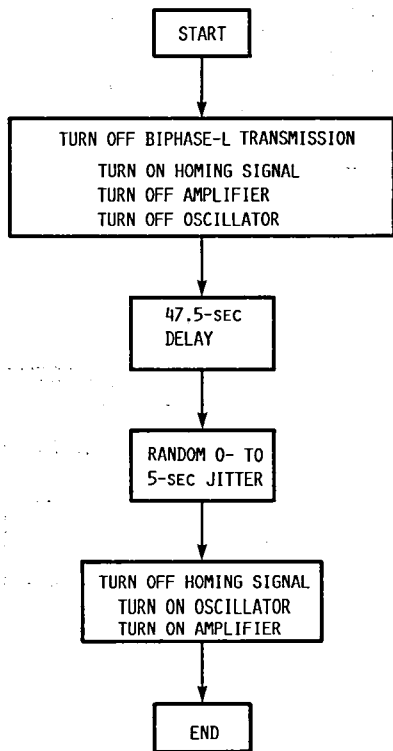 START
TURN OFF BIPHASE-L TRANSMISSION
TURN ON HOMING SIGNAL
TURN OFF AMPLIFIER
TURN OFF OSCILLATOR
47.5-SEC
DELAY
RANDOM 0- TO
5-SEC JITTER
TURN OFF HOMING SIGNAL
TURN ON OSCILLATOR
TURN ON AMPLIFIER
END